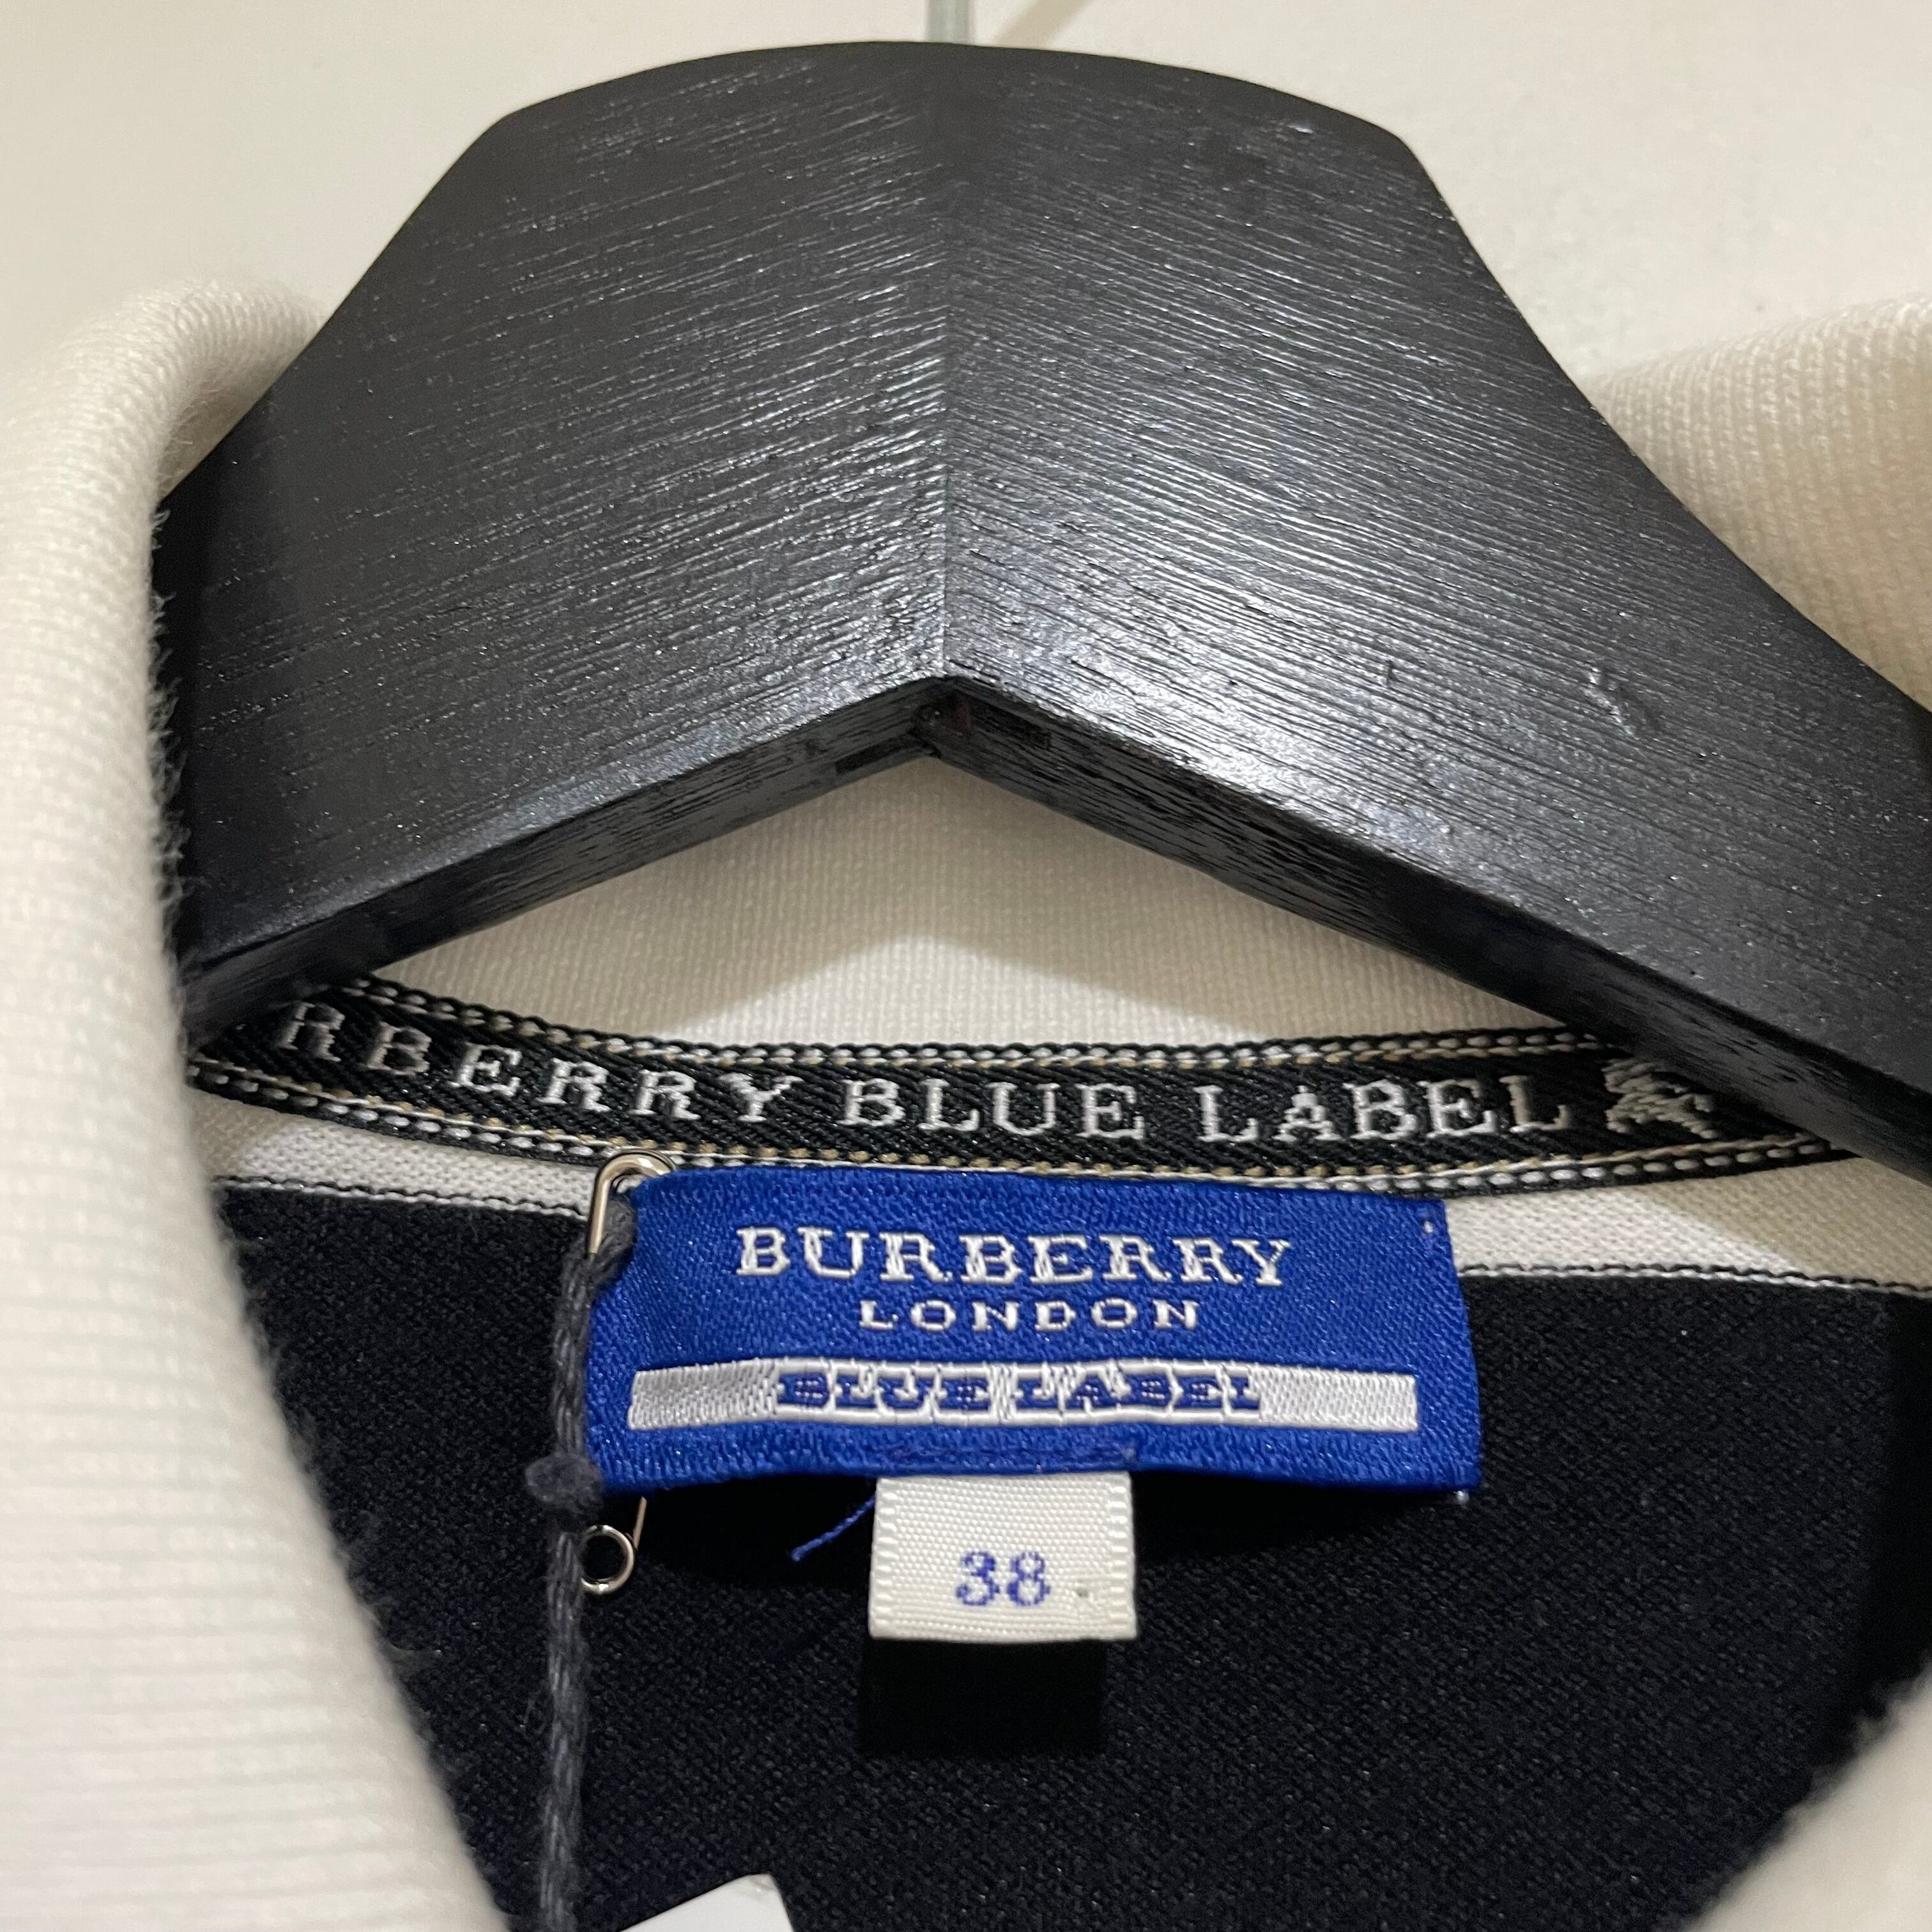 RBERRY BLUE LABEL
BURBERRY
LONDON
BLUE LABEL
38